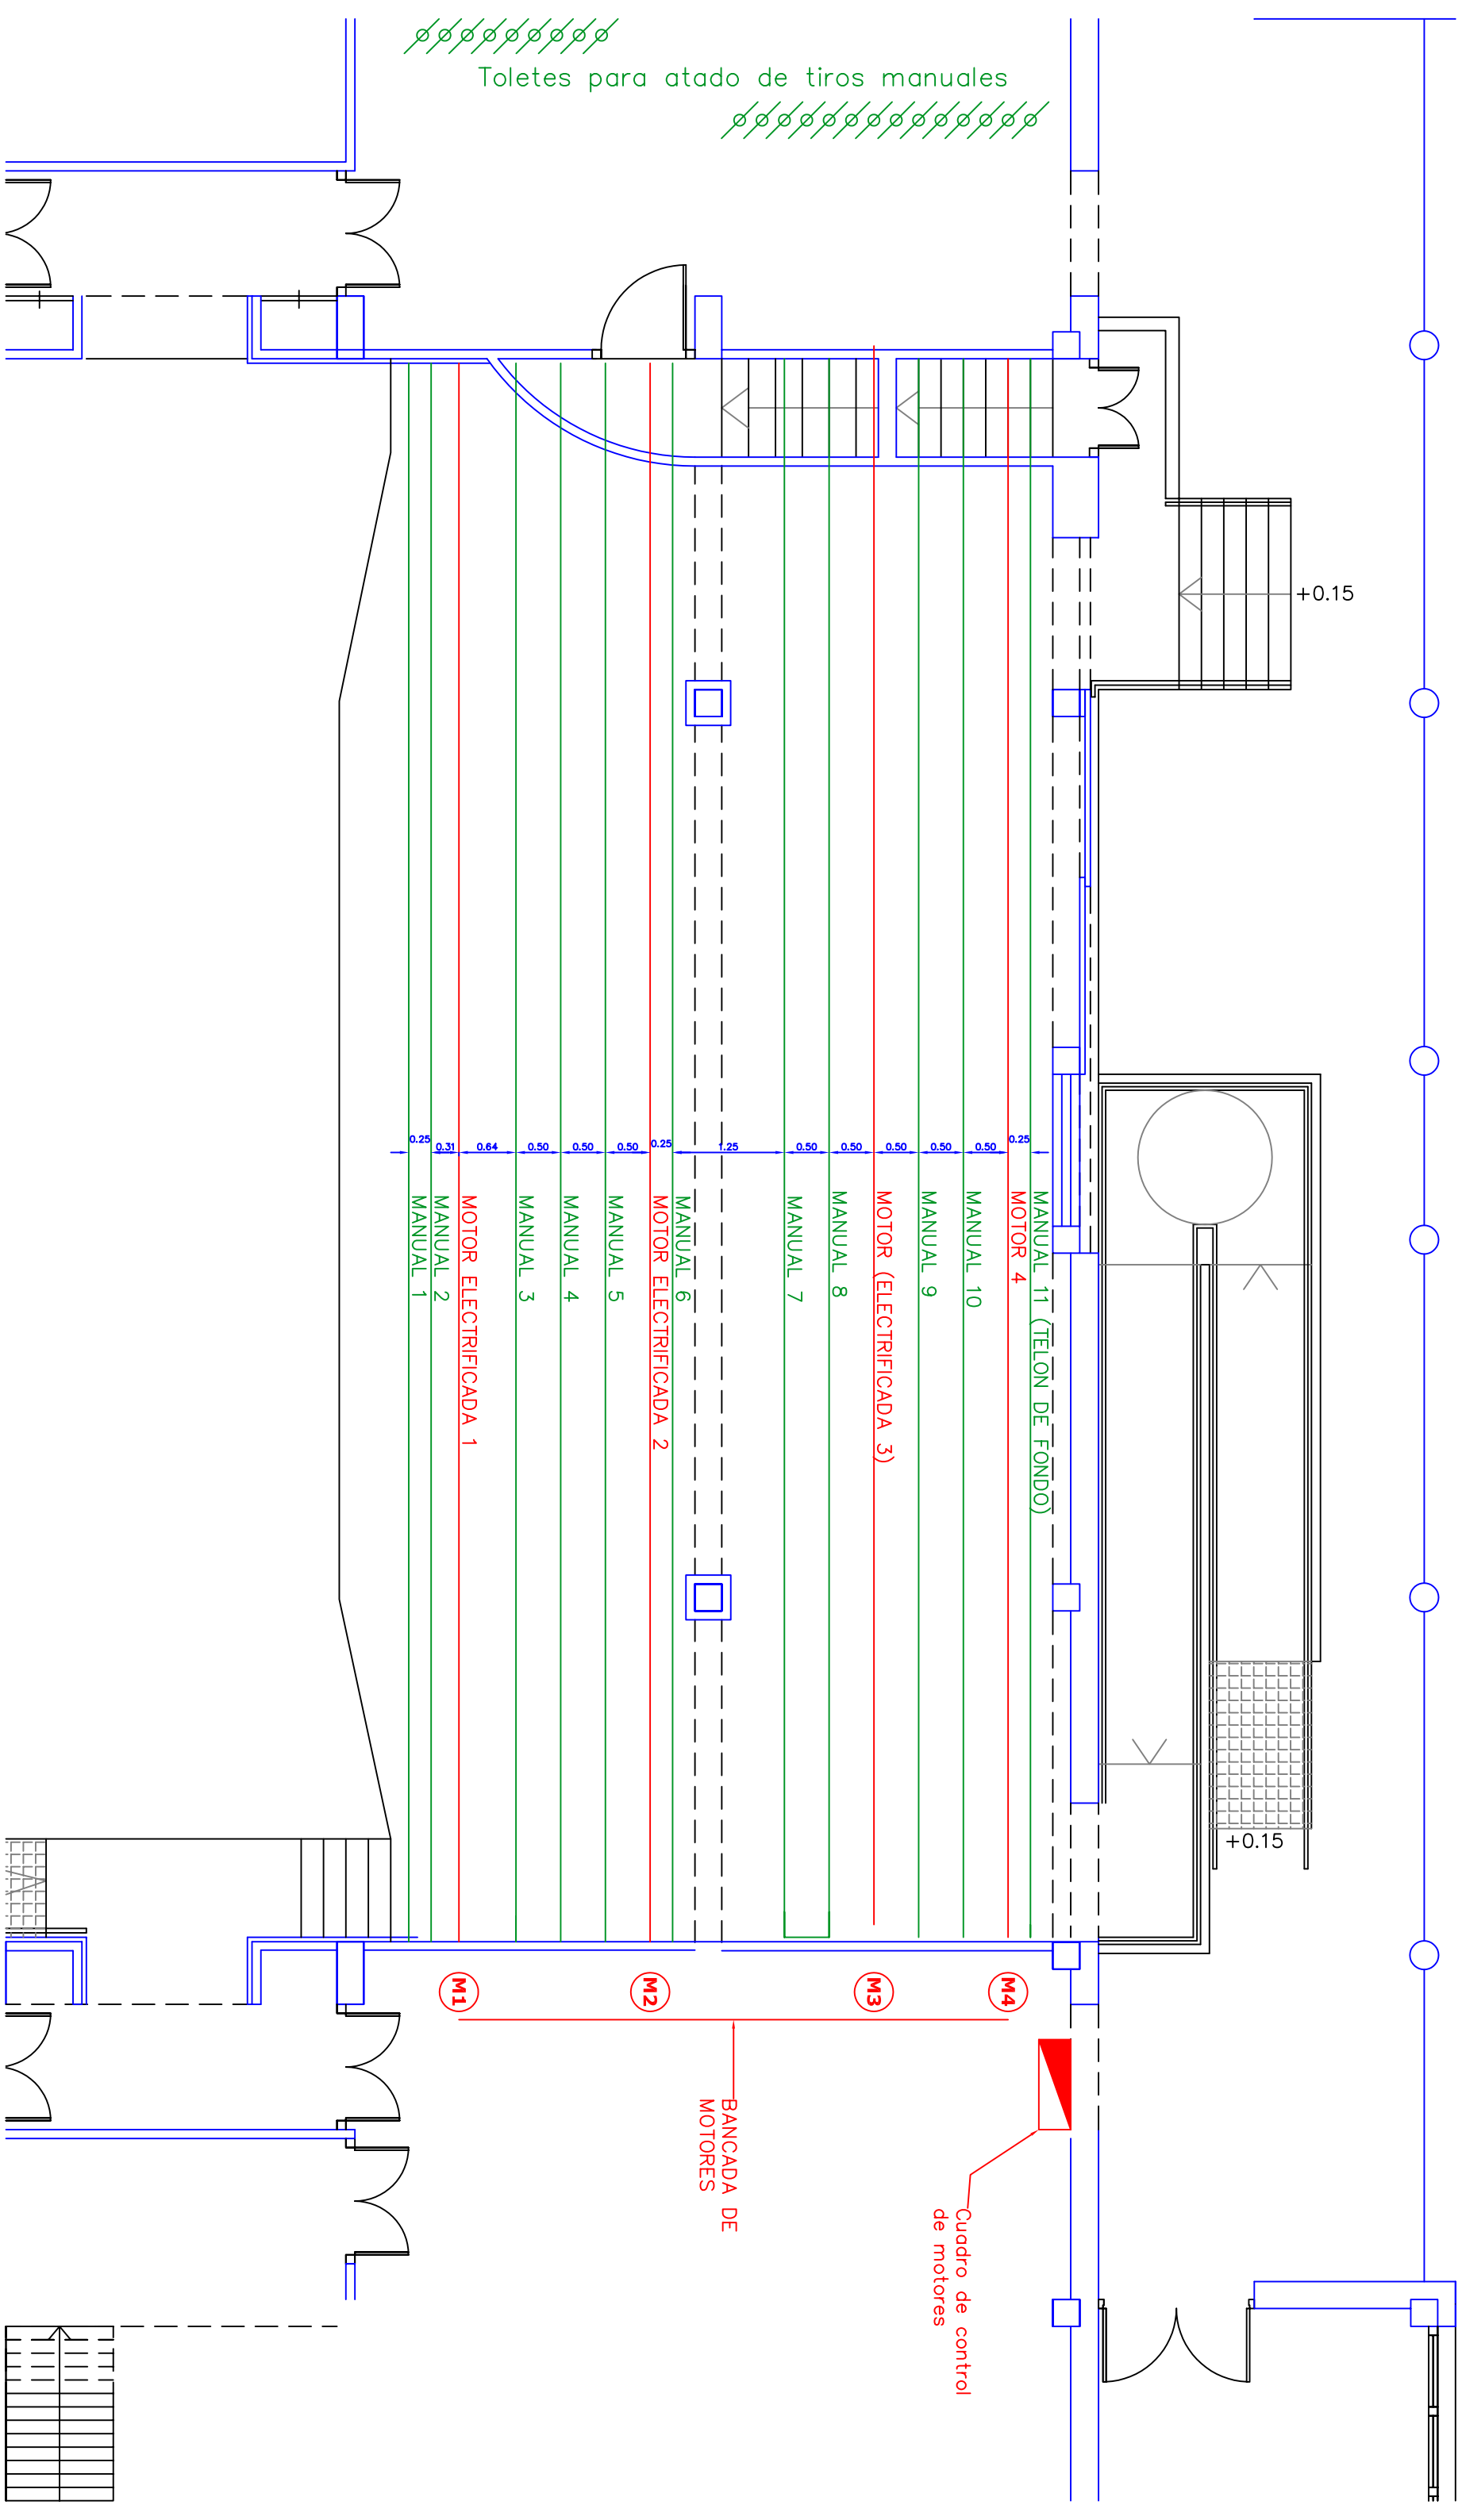 Toletes para atado de tiros manuales
+0.15
0.25
0.31
0.64
0.50
0.50
0.50
0.25
1.25
0.50
0.50
0.50
0.50
0.50
0.25
MANUAL 1
MANUAL 2
MOTOR ELECTRIFICADA 1
MANUAL 3
MANUAL 4
MANUAL 5
MOTOR ELECTRIFICADA 2
MANUAL 6
MANUAL 7
MANUAL 8
MOTOR (ELECTRIFICADA 3)
MANUAL 9
MANUAL 10
MOTOR 4
MANUAL 11 (TELON DE FONDO)
+0.15
M1
M2
M3
M4
BANCADA DE
MOTORES
Cuadro de control
de motores